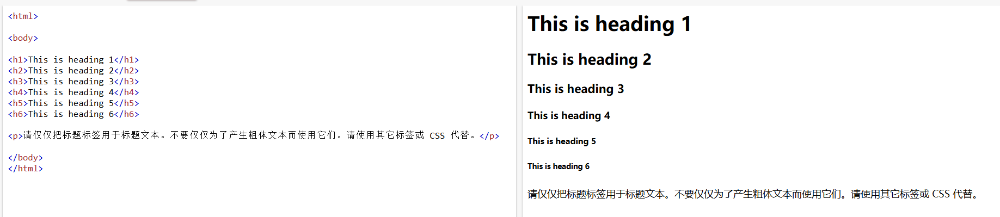 <html>
<body>
<h1>This is heading 1</h1>
<h2>This is heading 2</h2>
<h3>This is heading 3</h3>
<h4>This is heading 4</h4>
<h5>This is heading 5</h5>
<h6>This is heading 6</h6>
<p>请仅仅把标题标签用于标题文本。不要仅仅为了产生粗体文本而使用它们。请使用其它标签或 CSS 代替。</p>
</body>
</html>
This is heading 1
This is heading 2
This is heading 3
This is heading 4
This is heading 5
This is heading 6
请仅仅把标题标签用于标题文本。不要仅仅为了产生粗体文本而使用它们。请使用其它标签或 CSS 代替。